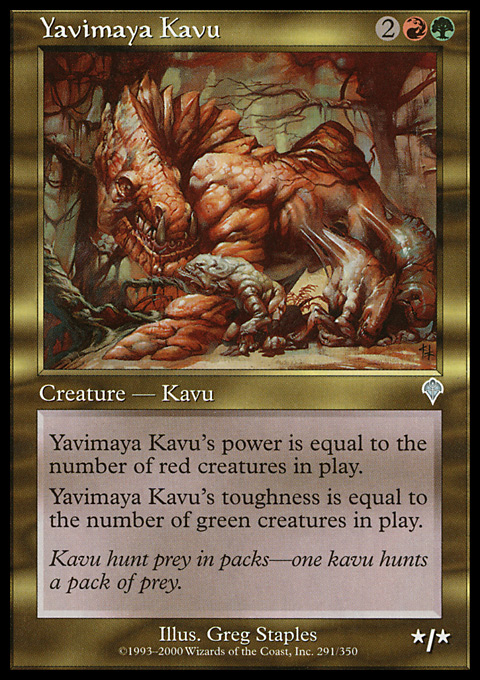 Yavimaya Kavu 2
Creature — Kavu
Yavimaya Kavu's power is equal to the
number of red creatures in play.
Yavimaya Kavu's toughness is equal to
the number of green creatures in play.
Kavu hunt prey in packs—one kavu hunts
a pack of prey.
Illus. Greg Staples
©1993–2000 Wizards of the Coast, Inc. 291/350
*/*